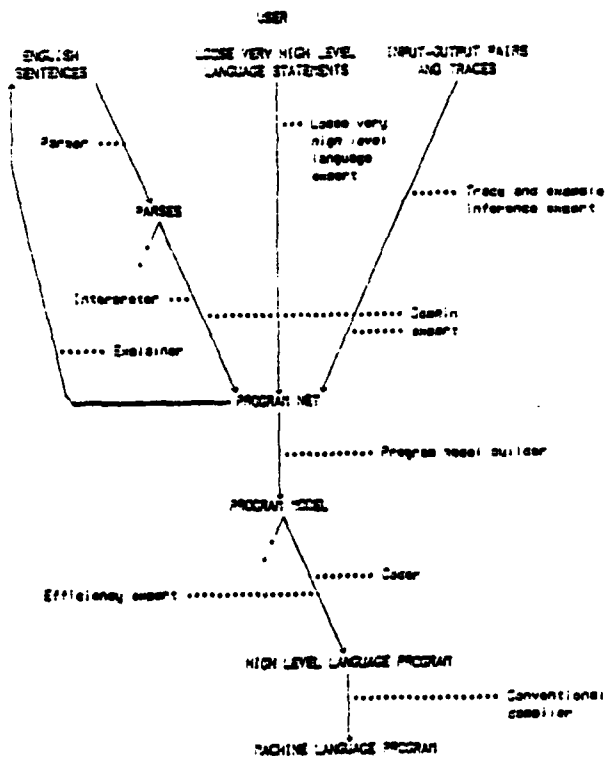 USER
ENGLISH
SENTENCES
LOOSE VERY HIGH LEVEL
LANGUAGE STATEMENTS
INPUT-OUTPUT PAIRS
AND TRACES
Parser
Loose very
high level
language
expert
Trace and example
inference expert
PARSES
Interpreter
Domain
expert
Explainer
PROGRAM NET
Program model builder
PROGRAM MODEL
Coder
Efficiency expert
HIGH LEVEL LANGUAGE PROGRAM
Conventional
compiler
MACHINE LANGUAGE PROGRAM